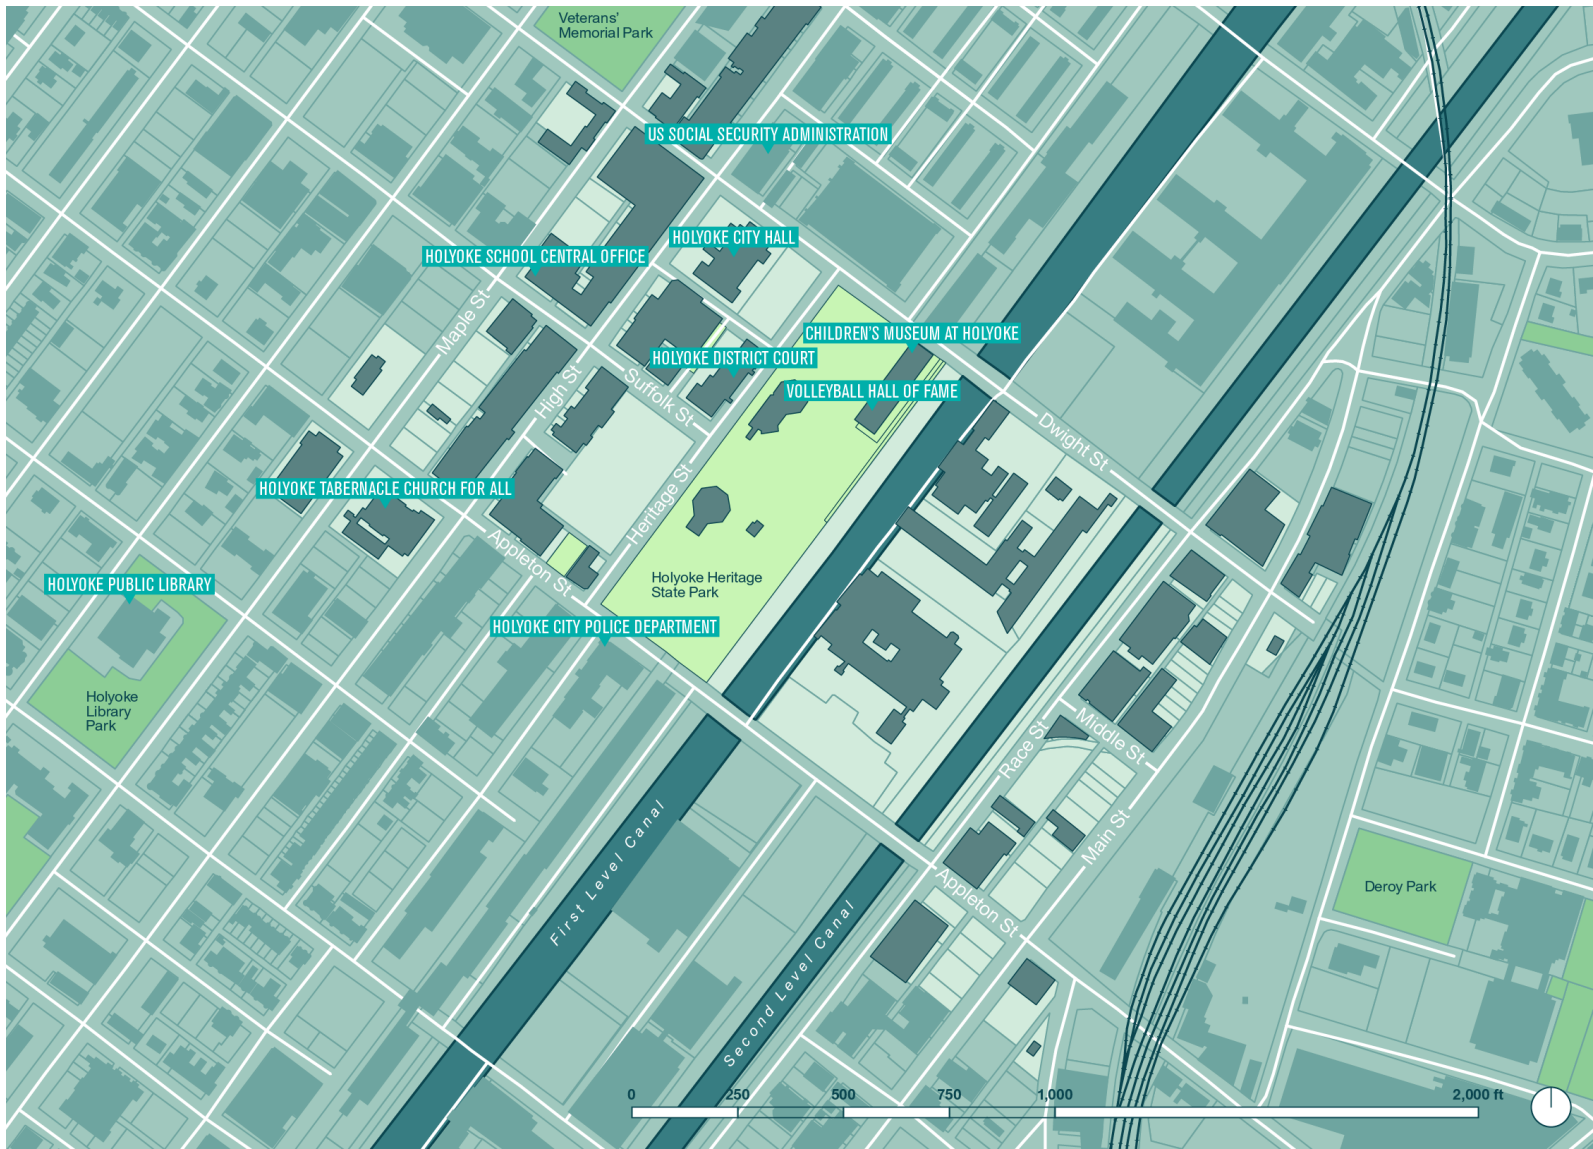 Veterans'
Memorial Park
US SOCIAL SECURITY ADMINISTRATION
HOLYOKE CITY HALL
HOLYOKE SCHOOL CENTRAL OFFICE
Maple St
CHILDREN'S MUSEUM AT HOLYOKE
HOLYOKE DISTRICT COURT
High St
Suffolk St
VOLLEYBALL HALL OF FAME
Dwight St
HOLYOKE TABERNACLE CHURCH FOR ALL
Heritage St
Appleton St
HOLYOKE PUBLIC LIBRARY
Holyoke Heritage
State Park
HOLYOKE CITY POLICE DEPARTMENT
Holyoke
Library
Park
Race St
Middle St
Main St
First Level Canal
Appleton St
Deroy Park
Second Level Canal
0 250 500 750 1,000 2,000 ft